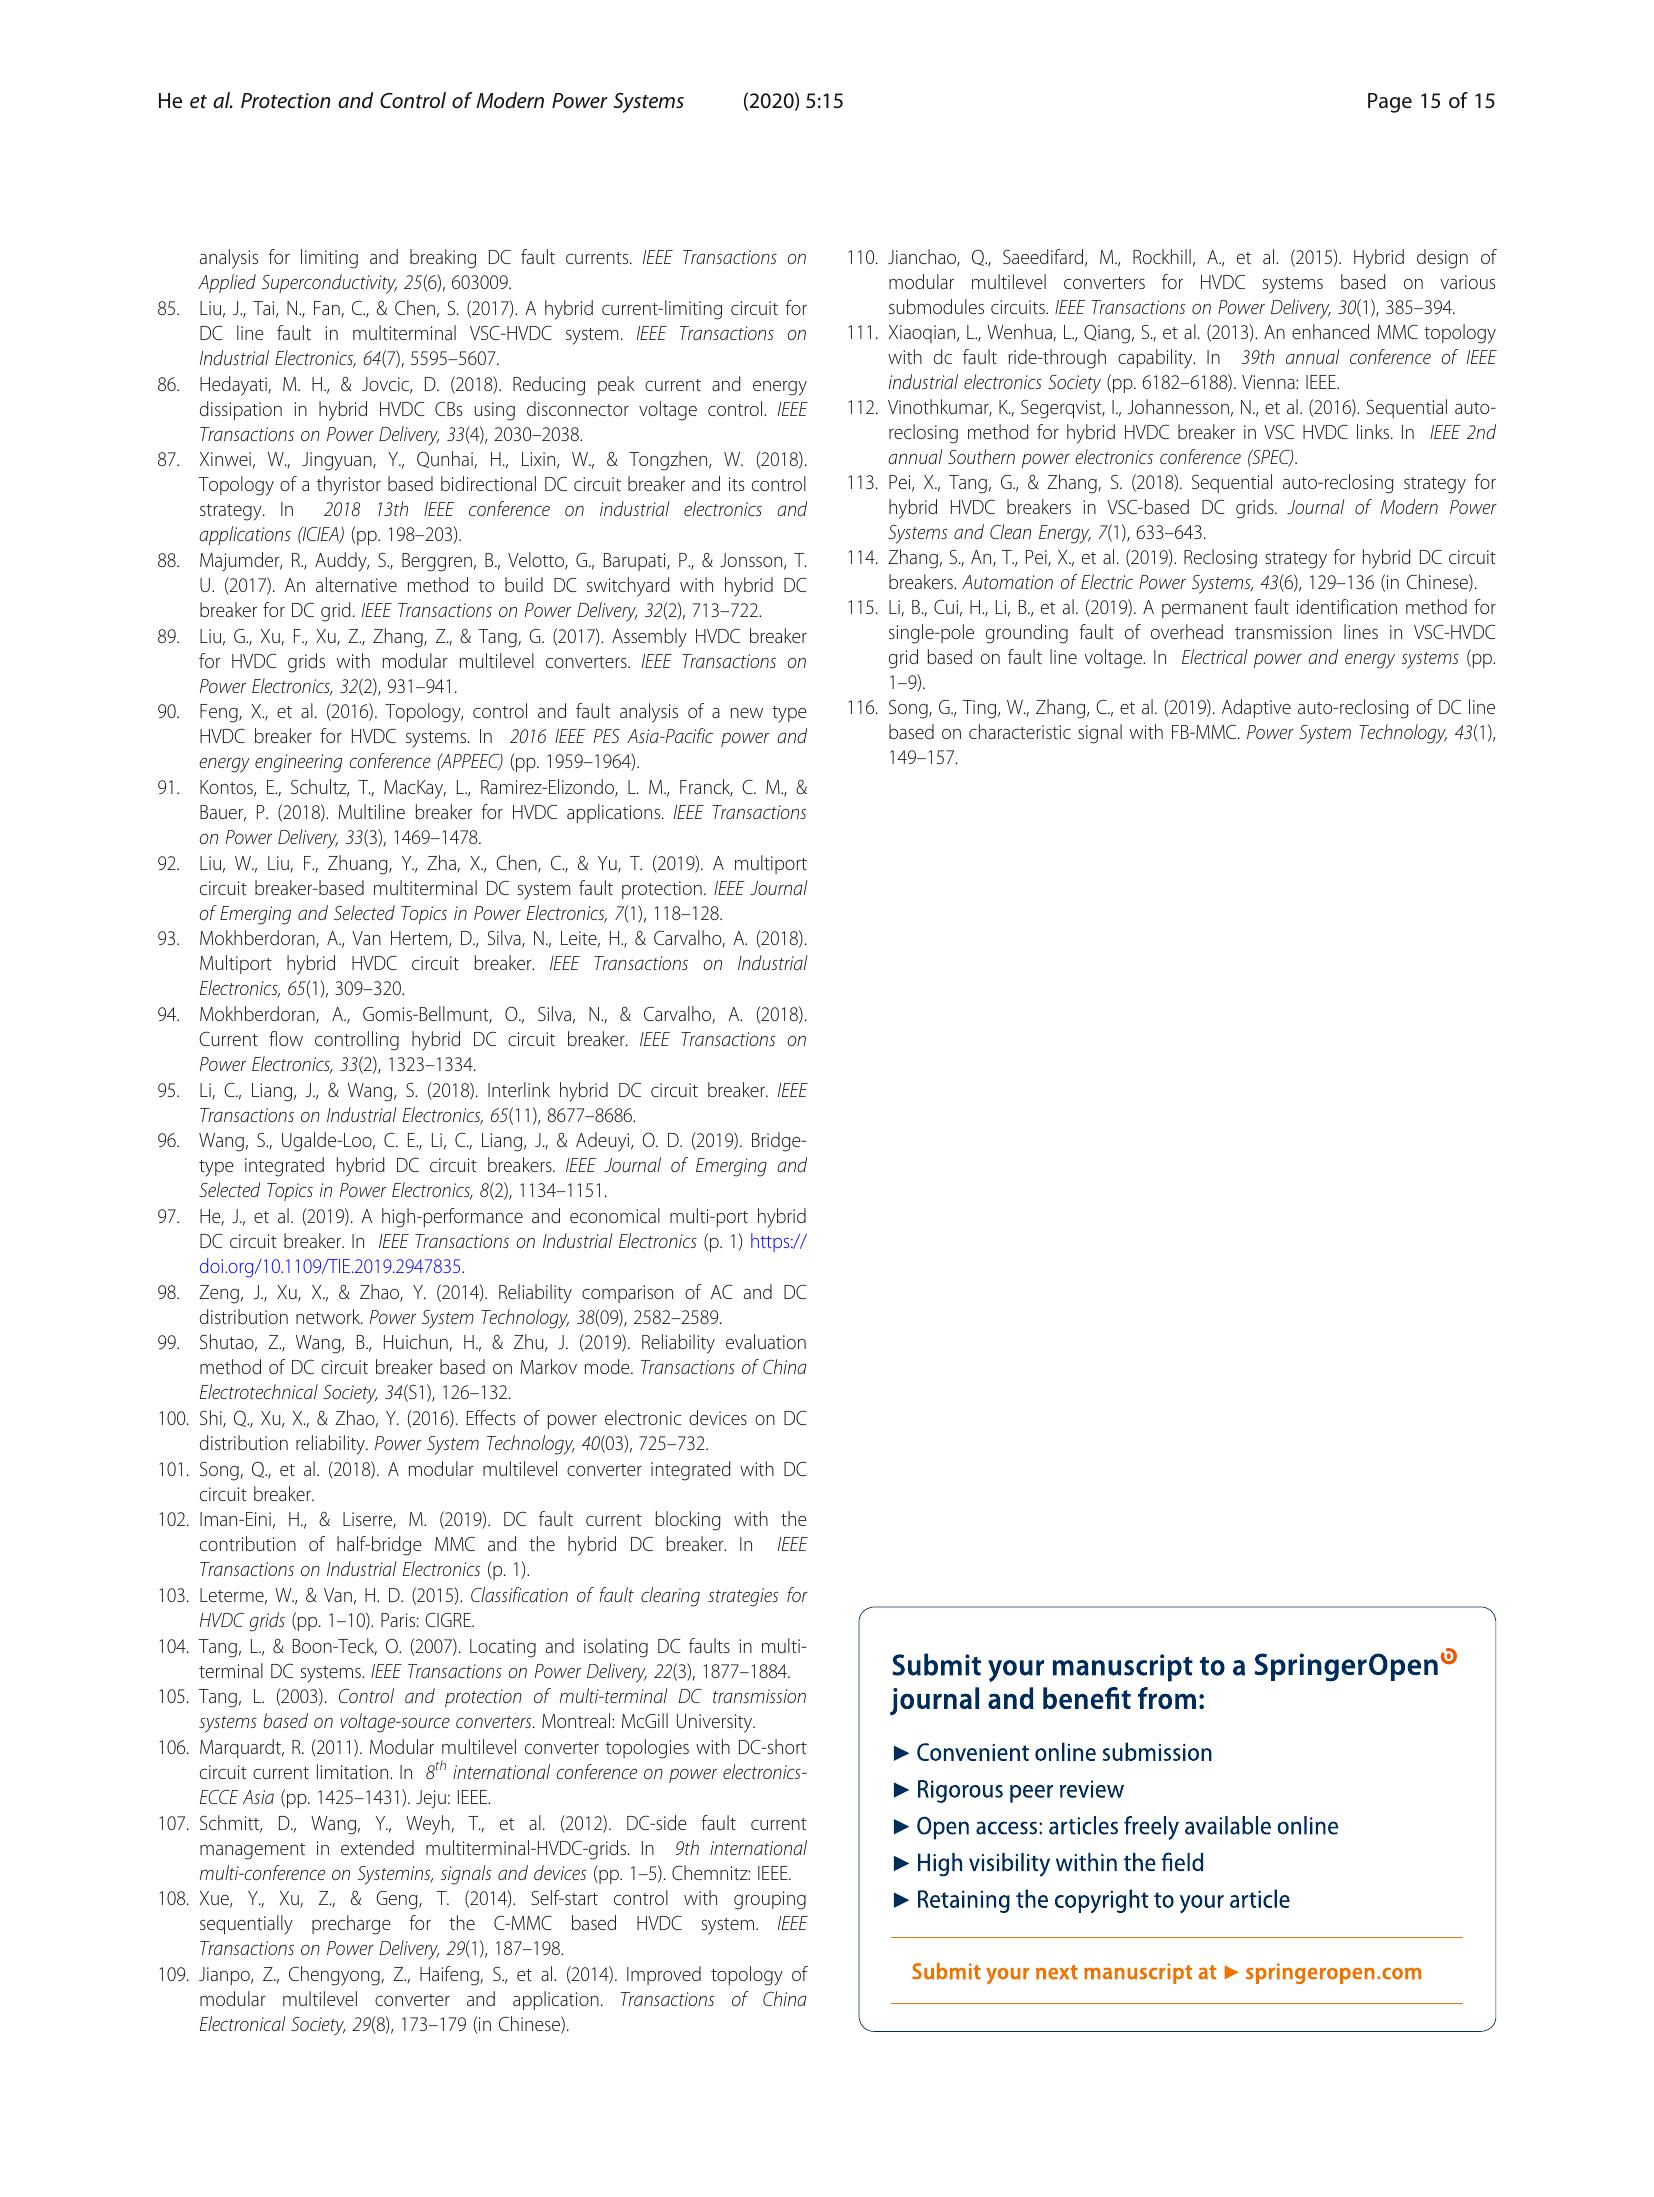 He et al. Protection and Control of Modern Power Systems (2020) 5:15 Page 15 of 15
analysis for limiting and breaking DC fault currents. IEEE Transactions on
Applied Superconductivity, 25(6), 603009.
85. Liu, J., Tai, N., Fan, C., & Chen, S. (2017). A hybrid current-limiting circuit for
DC line fault in multiterminal VSC-HVDC system. IEEE Transactions on
Industrial Electronics, 64(7), 5595–5607.
86. Hedayati, M. H., & Jovcic, D. (2018). Reducing peak current and energy
dissipation in hybrid HVDC CBs using disconnector voltage control. IEEE
Transactions on Power Delivery, 33(4), 2030–2038.
87. Xinwei, W., Jingyuan, Y., Qunhai, H., Lixin, W., & Tongzhen, W. (2018).
Topology of a thyristor based bidirectional DC circuit breaker and its control
strategy. In 2018 13th IEEE conference on industrial electronics and
applications (ICIEA) (pp. 198–203).
88. Majumder, R., Auddy, S., Berggren, B., Velotto, G., Barupati, P., & Jonsson, T.
U. (2017). An alternative method to build DC switchyard with hybrid DC
breaker for DC grid. IEEE Transactions on Power Delivery, 32(2), 713–722.
89. Liu, G., Xu, F., Xu, Z., Zhang, Z., & Tang, G. (2017). Assembly HVDC breaker
for HVDC grids with modular multilevel converters. IEEE Transactions on
Power Electronics, 32(2), 931–941.
90. Feng, X., et al. (2016). Topology, control and fault analysis of a new type
HVDC breaker for HVDC systems. In 2016 IEEE PES Asia-Pacific power and
energy engineering conference (APPEEC) (pp. 1959–1964).
91. Kontos, E., Schultz, T., MacKay, L., Ramirez-Elizondo, L. M., Franck, C. M., &
Bauer, P. (2018). Multiline breaker for HVDC applications. IEEE Transactions
on Power Delivery, 33(3), 1469–1478.
92. Liu, W., Liu, F., Zhuang, Y., Zha, X., Chen, C., & Yu, T. (2019). A multiport
circuit breaker-based multiterminal DC system fault protection. IEEE Journal
of Emerging and Selected Topics in Power Electronics, 7(1), 118–128.
93. Mokhberdoran, A., Van Hertem, D., Silva, N., Leite, H., & Carvalho, A. (2018).
Multiport hybrid HVDC circuit breaker. IEEE Transactions on Industrial
Electronics, 65(1), 309–320.
94. Mokhberdoran, A., Gomis-Bellmunt, O., Silva, N., & Carvalho, A. (2018).
Current flow controlling hybrid DC circuit breaker. IEEE Transactions on
Power Electronics, 33(2), 1323–1334.
95. Li, C., Liang, J., & Wang, S. (2018). Interlink hybrid DC circuit breaker. IEEE
Transactions on Industrial Electronics, 65(11), 8677–8686.
96. Wang, S., Ugalde-Loo, C. E., Li, C., Liang, J., & Adeuyi, O. D. (2019). Bridge-
type integrated hybrid DC circuit breakers. IEEE Journal of Emerging and
Selected Topics in Power Electronics, 8(2), 1134–1151.
97. He, J., et al. (2019). A high-performance and economical multi-port hybrid
DC circuit breaker. In IEEE Transactions on Industrial Electronics (p. 1) https://
doi.org/10.1109/TIE.2019.2947835.
98. Zeng, J., Xu, X., & Zhao, Y. (2014). Reliability comparison of AC and DC
distribution network. Power System Technology, 38(09), 2582–2589.
99. Shutao, Z., Wang, B., Huichun, H., & Zhu, J. (2019). Reliability evaluation
method of DC circuit breaker based on Markov mode. Transactions of China
Electrotechnical Society, 34(S1), 126–132.
100. Shi, Q., Xu, X., & Zhao, Y. (2016). Effects of power electronic devices on DC
distribution reliability. Power System Technology, 40(03), 725–732.
101. Song, Q., et al. (2018). A modular multilevel converter integrated with DC
circuit breaker.
102. Iman-Eini, H., & Liserre, M. (2019). DC fault current blocking with the
contribution of half-bridge MMC and the hybrid DC breaker. In IEEE
Transactions on Industrial Electronics (p. 1).
103. Leterme, W., & Van, H. D. (2015). Classification of fault clearing strategies for
HVDC grids (pp. 1–10). Paris: CIGRE.
104. Tang, L., & Boon-Teck, O. (2007). Locating and isolating DC faults in multi-
terminal DC systems. IEEE Transactions on Power Delivery, 22(3), 1877–1884.
105. Tang, L. (2003). Control and protection of multi-terminal DC transmission
systems based on voltage-source converters. Montreal: McGill University.
106. Marquardt, R. (2011). Modular multilevel converter topologies with DC-short
circuit current limitation. In 8th international conference on power electronics-
ECCE Asia (pp. 1425–1431). Jeju: IEEE.
107. Schmitt, D., Wang, Y., Weyh, T., et al. (2012). DC-side fault current
management in extended multiterminal-HVDC-grids. In 9th international
multi-conference on Systemins, signals and devices (pp. 1–5). Chemnitz: IEEE.
108. Xue, Y., Xu, Z., & Geng, T. (2014). Self-start control with grouping
sequentially precharge for the C-MMC based HVDC system. IEEE
Transactions on Power Delivery, 29(1), 187–198.
109. Jianpo, Z., Chengyong, Z., Haifeng, S., et al. (2014). Improved topology of
modular multilevel converter and application. Transactions of China
Electronical Society, 29(8), 173–179 (in Chinese).
110. Jianchao, Q., Saeedifard, M., Rockhill, A., et al. (2015). Hybrid design of
modular multilevel converters for HVDC systems based on various
submodules circuits. IEEE Transactions on Power Delivery, 30(1), 385–394.
111. Xiaoqian, L., Wenhua, L., Qiang, S., et al. (2013). An enhanced MMC topology
with dc fault ride-through capability. In 39th annual conference of IEEE
industrial electronics Society (pp. 6182–6188). Vienna: IEEE.
112. Vinothkumar, K., Segerqvist, I., Johannesson, N., et al. (2016). Sequential auto-
reclosing method for hybrid HVDC breaker in VSC HVDC links. In IEEE 2nd
annual Southern power electronics conference (SPEC).
113. Pei, X., Tang, G., & Zhang, S. (2018). Sequential auto-reclosing strategy for
hybrid HVDC breakers in VSC-based DC grids. Journal of Modern Power
Systems and Clean Energy, 7(1), 633–643.
114. Zhang, S., An, T., Pei, X., et al. (2019). Reclosing strategy for hybrid DC circuit
breakers. Automation of Electric Power Systems, 43(6), 129–136 (in Chinese).
115. Li, B., Cui, H., Li, B., et al. (2019). A permanent fault identification method for
single-pole grounding fault of overhead transmission lines in VSC-HVDC
grid based on fault line voltage. In Electrical power and energy systems (pp.
1–9).
116. Song, G., Ting, W., Zhang, C., et al. (2019). Adaptive auto-reclosing of DC line
based on characteristic signal with FB-MMC. Power System Technology, 43(1),
149–157.
Submit your manuscript to a SpringerOpen
journal and benefit from:
► Convenient online submission
► Rigorous peer review
► Open access: articles freely available online
► High visibility within the field
► Retaining the copyright to your article
Submit your next manuscript at ► springeropen.com